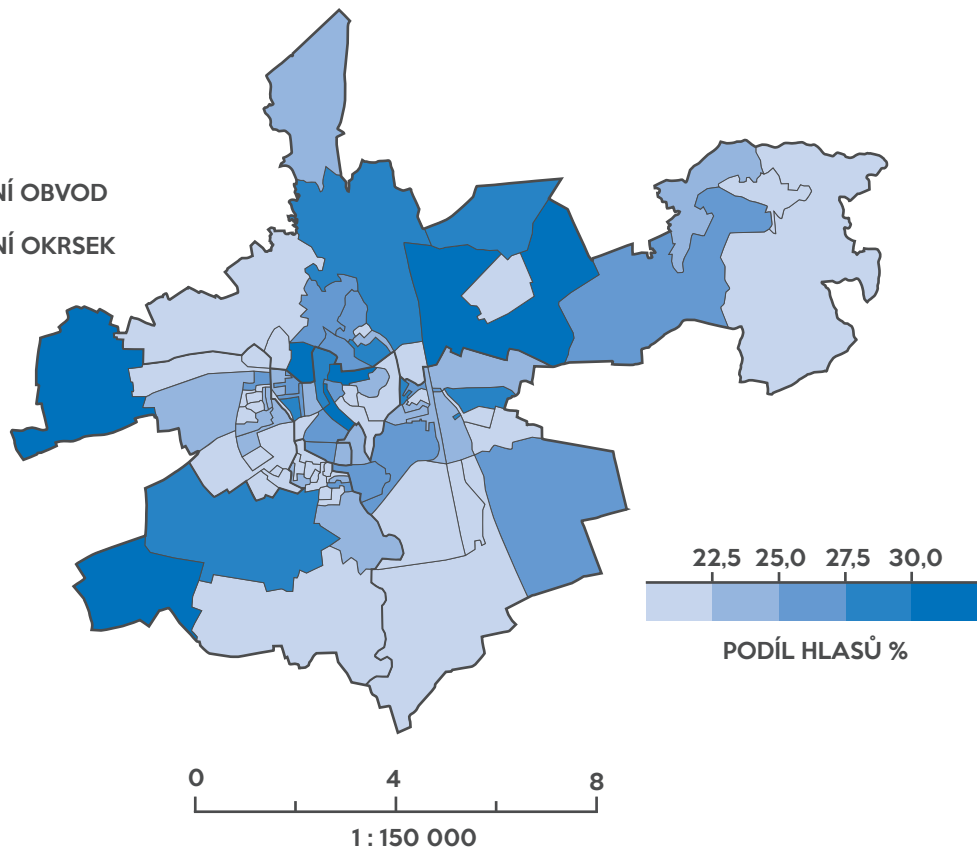 NÍ OBVOD
NÍ OKRSEK
22,5 25,0 27,5 30,0
PODÍL HLASŮ %
0 4 8
1 : 150 000